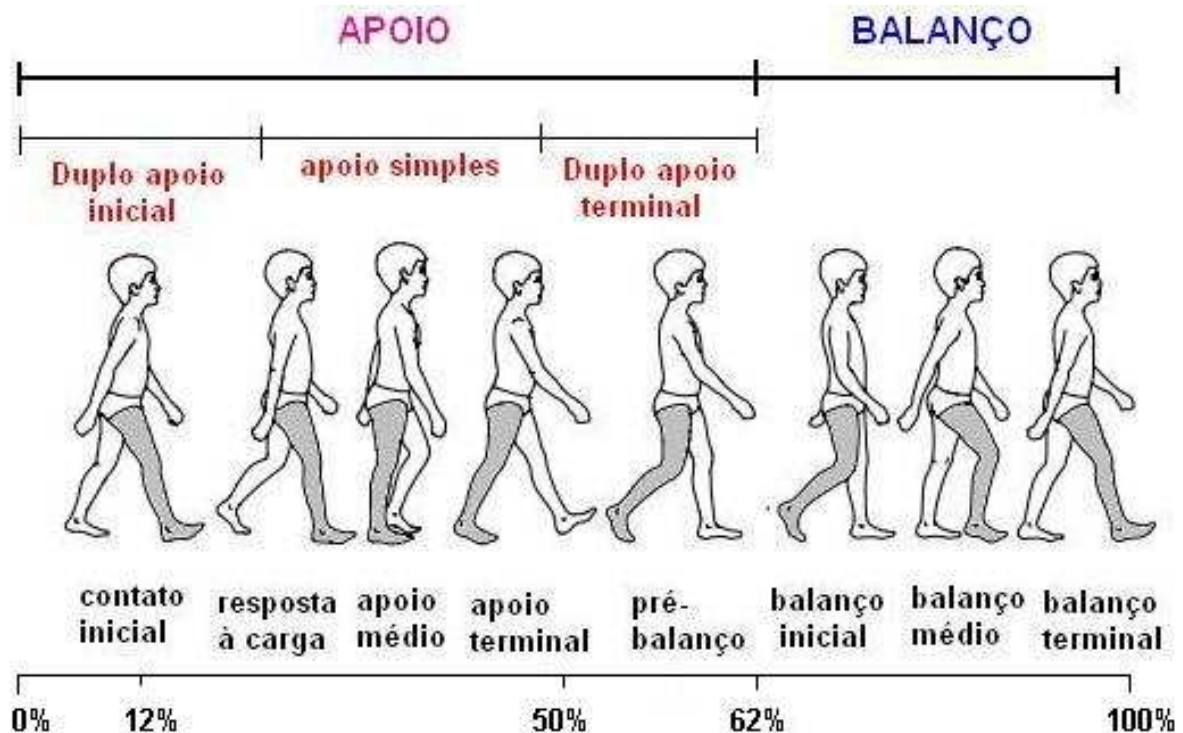 APOIO
BALANÇO
Duplo apoio
inicial
apoio simples
Duplo apoio
terminal
contato
inicial
resposta
à carga
apoio
médio
apoio
terminal
pré-
balanço
balanço
inicial
balanço
médio
balanço
terminal
0%
12%
50%
62%
100%